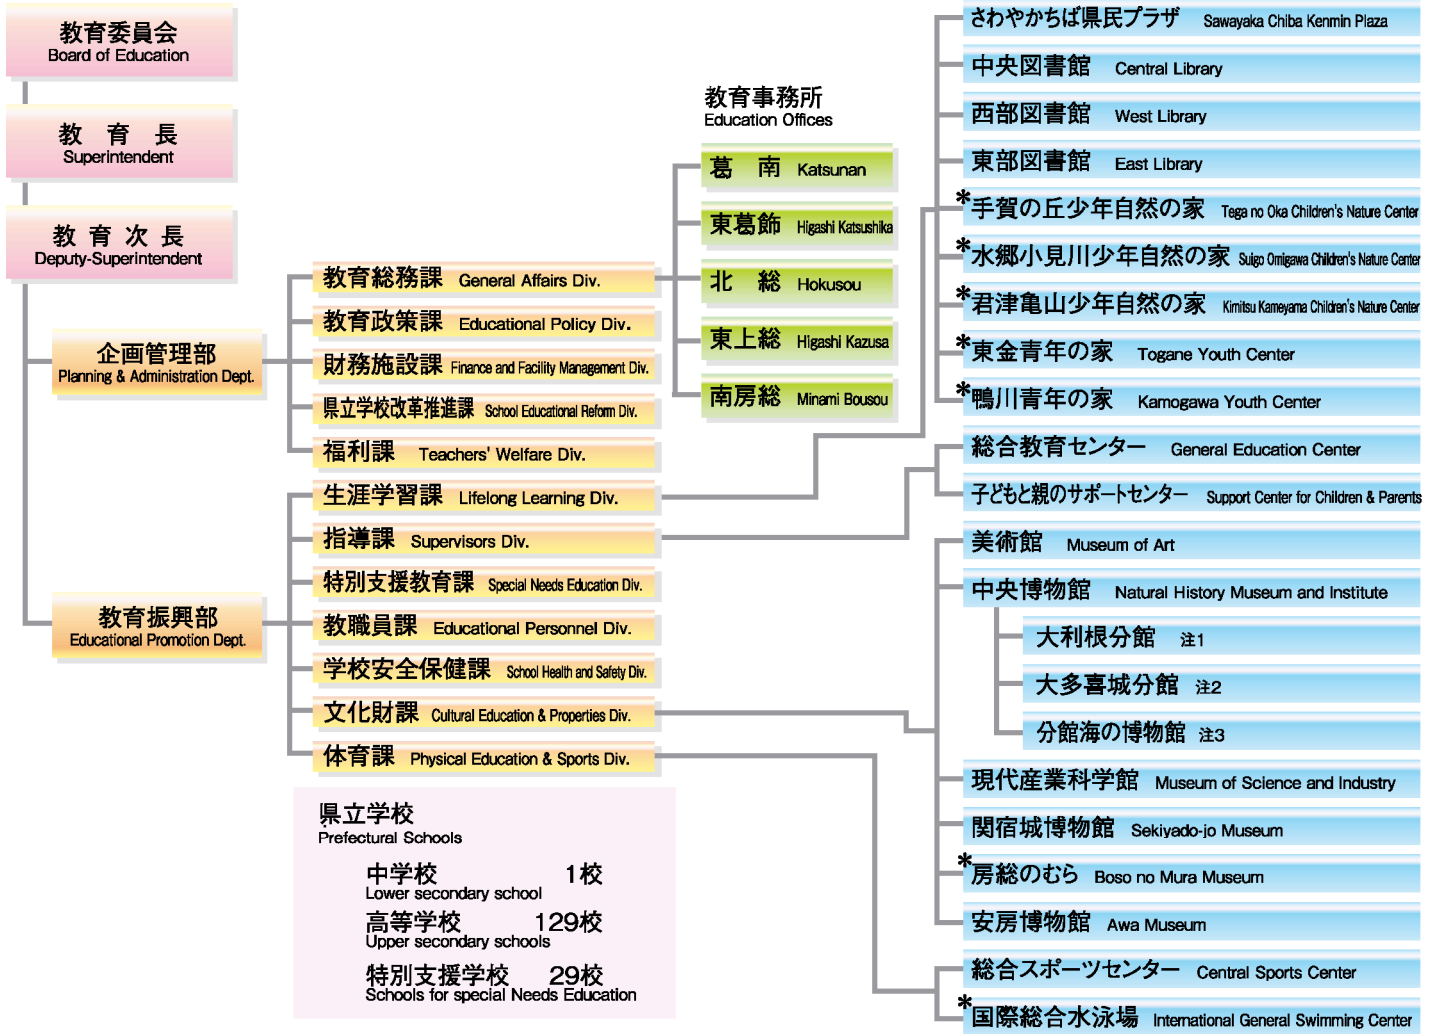 教育委員会
Board of Education
教 育 長
Superintendent
教 育 次 長
Deputy-Superintendent
企画管理部
Planning & Administration Dept.
教育総務課 General Affairs Div.
教育政策課 Educational Policy Div.
財務施設課 Finance and Facility Management Div.
県立学校改革推進課 School Educational Reform Div.
福利課 Teachers' Welfare Div.
教育振興部
Educational Promotion Dept.
生涯学習課 Lifelong Learning Div.
指導課 Supervisors Div.
特別支援教育課 Special Needs Education Div.
教職員課 Educational Personnel Div.
学校安全保健課 School Health and Safety Div.
文化財課 Cultural Education & Properties Div.
体育課 Physical Education & Sports Div.
県立学校
Prefectural Schools
中学校 1校
Lower secondary school
高等学校 129校
Upper secondary schools
特別支援学校 29校
Schools for special Needs Education
教育事務所
Education Offices
葛 南 Katsunan
東葛飾 Higashi Katsushika
北 総 Hokusou
東上総 Higashi Kazusa
南房総 Minami Bousou
さわやかちば県民プラザ Sawayaka Chiba Kenmin Plaza
中央図書館 Central Library
西部図書館 West Library
東部図書館 East Library
*手賀の丘少年自然の家 Tega no Oka Children's Nature Center
*水郷小見川少年自然の家 Suigo Omigawa Children's Nature Center
*君津亀山少年自然の家 Kimitsu Kameyama Children's Nature Center
*東金青年の家 Togane Youth Center
*鴨川青年の家 Kamogawa Youth Center
総合教育センター General Education Center
子どもと親のサポートセンター Support Center for Children & Parents
美術館 Museum of Art
中央博物館 Natural History Museum and Institute
大利根分館 注1
大多喜城分館 注2
分館海の博物館 注3
現代産業科学館 Museum of Science and Industry
関宿城博物館 Sekiyado-jo Museum
*房総のむら Boso no Mura Museum
安房博物館 Awa Museum
総合スポーツセンター Central Sports Center
*国際総合水泳場 International General Swimming Center